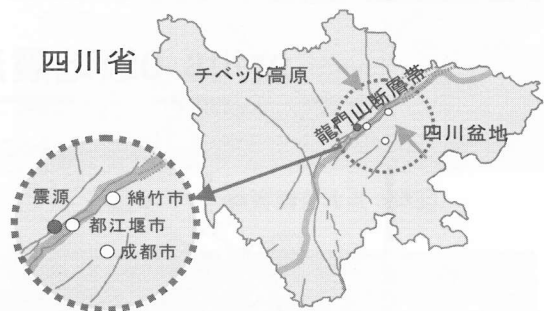 四川省
チベット高原
龍門山断層帯
四川盆地
震源
綿竹市
都江堰市
成都市